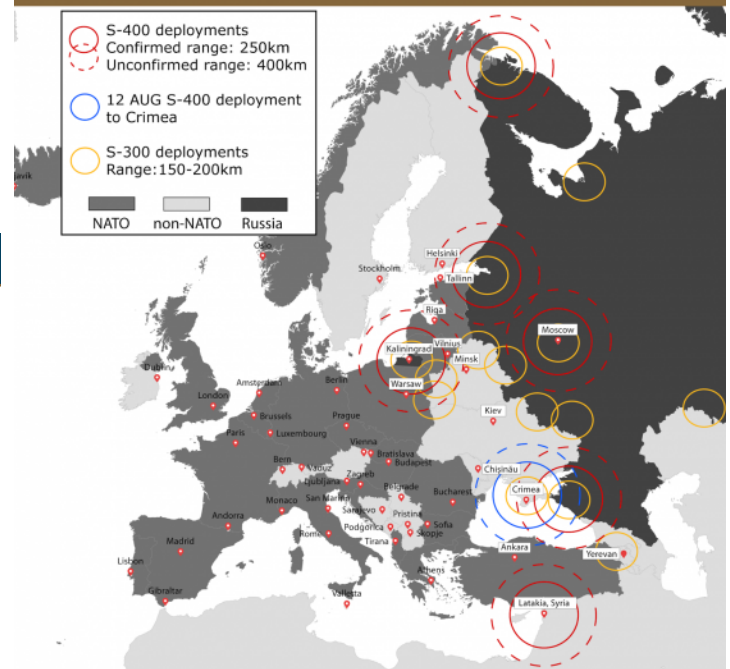 S-400 deployments
Confirmed range: 250km
Unconfirmed range: 400km
12 AUG S-400 deployment
to Crimea
S-300 deployments
Range:150-200km
NATO
non-NATO
Russia
javik
Oslo
Helsinki
Stockholm
Tallinn
Riga
Moscow
Kaliningrad
Vilnius
Minsk
Dublin
Amsterdam
Berlin
Warsaw
London
Brussels
Prague
Kiev
Paris
Luxembourg
Vienna
Bratislava
Budapest
Chișinău
Bern
Vaduz
Ljubljana
Zagreb
Crimea
Monaco
San Marino
Belgrade
Bucharest
Sarajevo
Andorra
Pristina
Podgorica
Sofia
Skopje
Madrid
Rome
Tirana
Ankara
Yerevan
Lisbon
Athens
Gibraltar
Valletta
Latakia, Syria